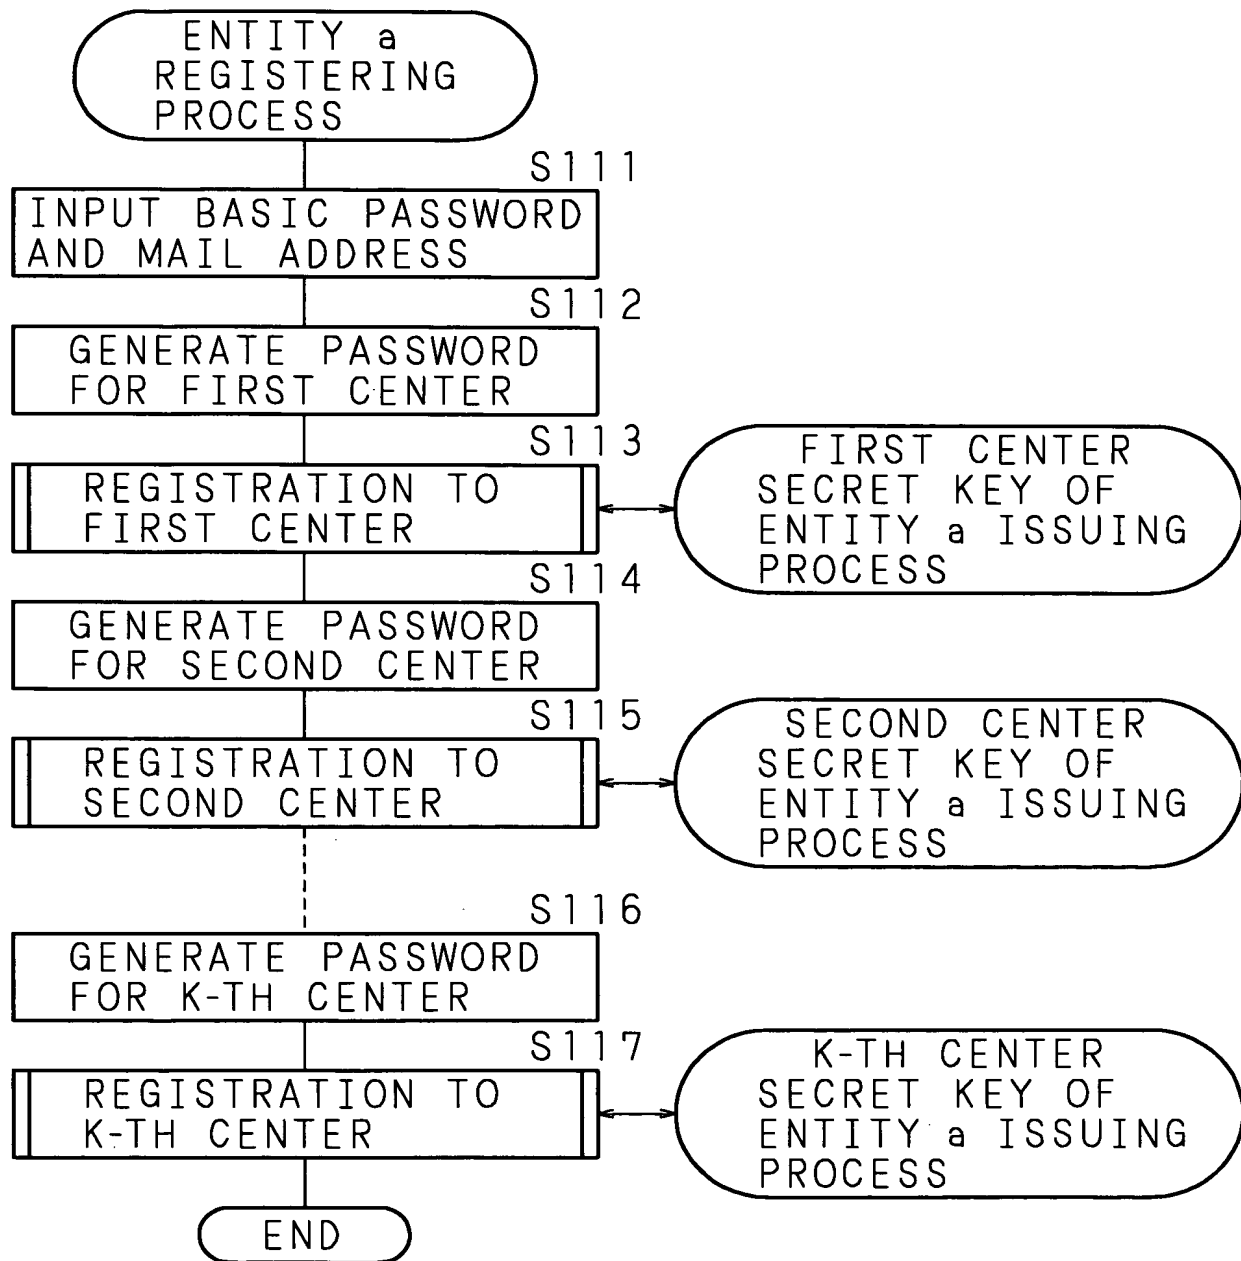 ENTITY a
REGISTERING
PROCESS
S111
INPUT BASIC PASSWORD
AND MAIL ADDRESS
S112
GENERATE PASSWORD
FOR FIRST CENTER
S113
REGISTRATION TO
FIRST CENTER
FIRST CENTER
SECRET KEY OF
ENTITY a ISSUING
PROCESS
S114
GENERATE PASSWORD
FOR SECOND CENTER
S115
REGISTRATION TO
SECOND CENTER
SECOND CENTER
SECRET KEY OF
ENTITY a ISSUING
PROCESS
S116
GENERATE PASSWORD
FOR K-TH CENTER
S117
REGISTRATION TO
K-TH CENTER
K-TH CENTER
SECRET KEY OF
ENTITY a ISSUING
PROCESS
END